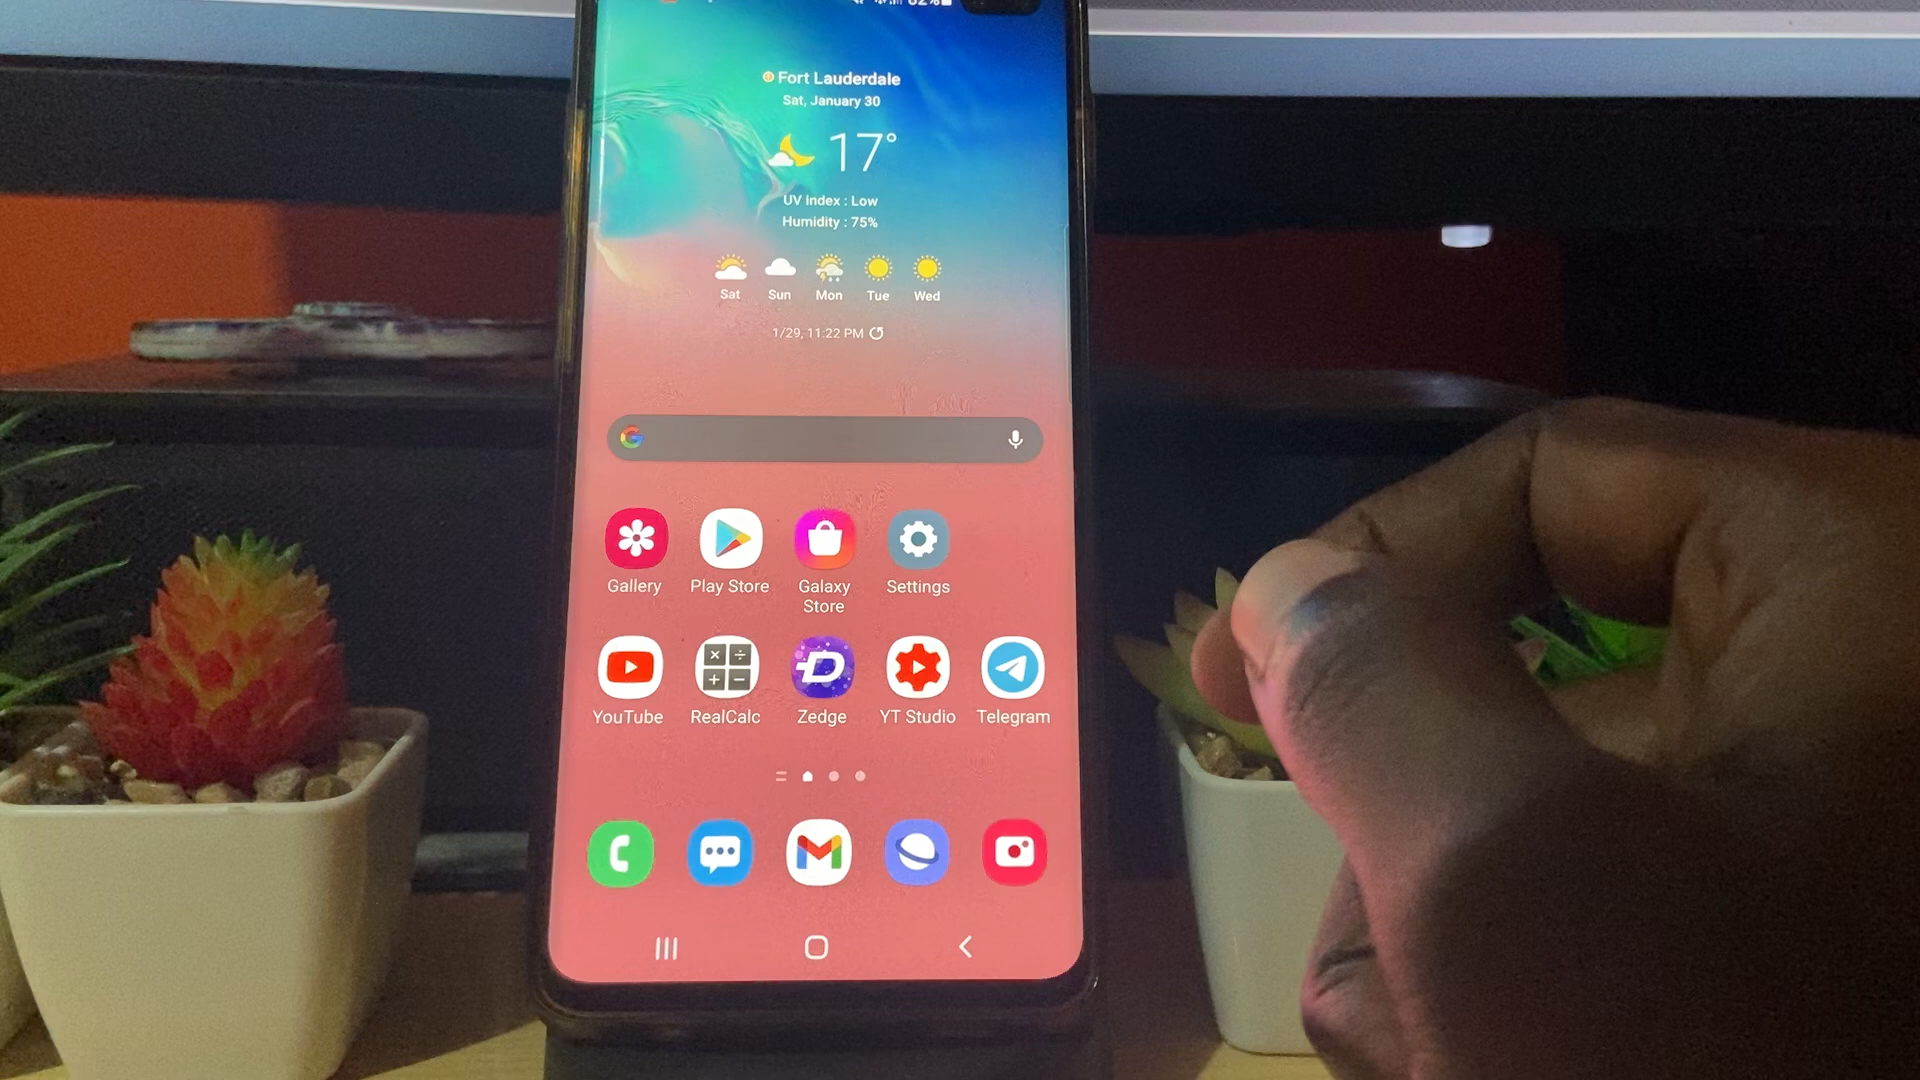 Fort Lauderdale
Sat, January 30
17°
UV index : Low
Humidity : 75%
Sat Sun Mon Tue Wed
1/29, 11:22 PM
Gallery Play Store Galaxy Store Settings
YouTube RealCalc Zedge YT Studio Telegram